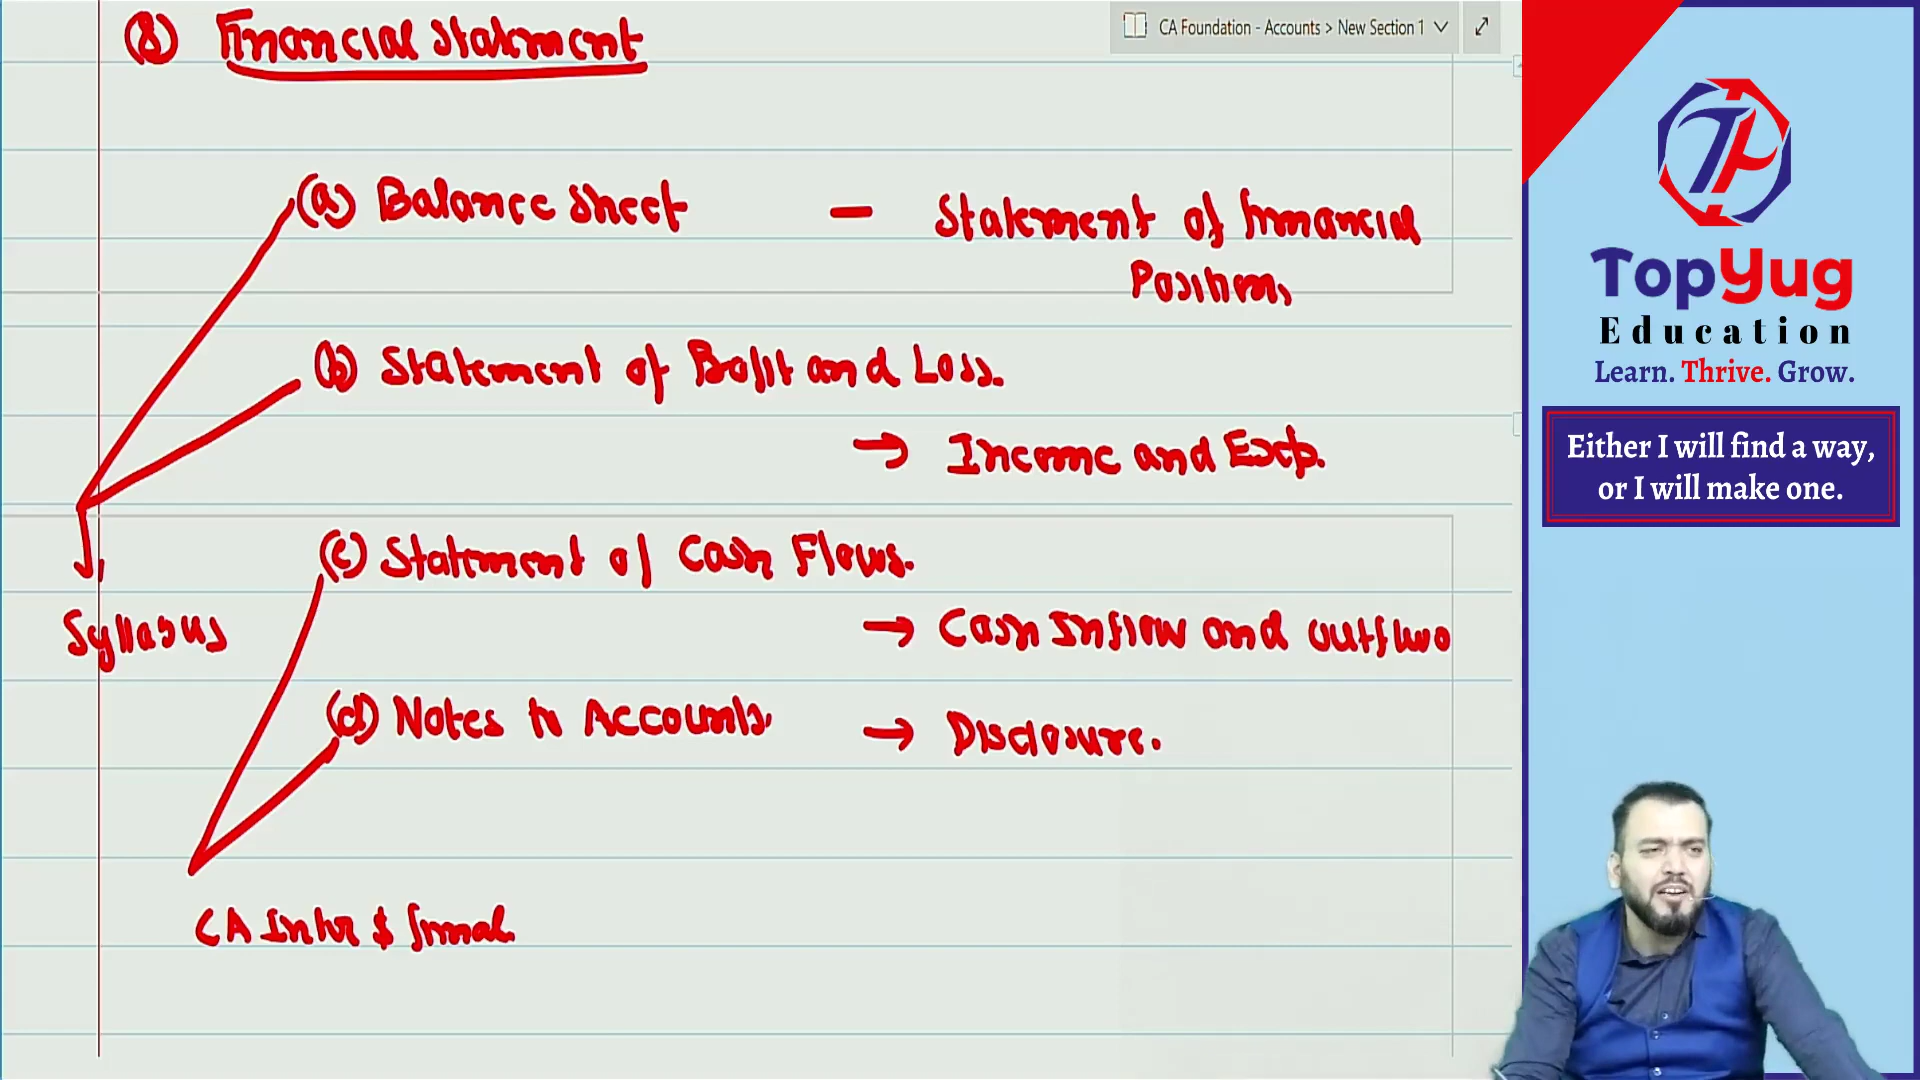 (8) Financial Statement
CA Foundation - Accounts > New Section 1
(a) Balance Sheet – Statement of financial
Position,
(b) Statement of Profit and Loss.
→ Income and Exp.
(c) Statement of Cash Flows.
Syllabus
→ Cash Inflow and outflow
(d) Notes to Accounts.
→ Disclosure.
CA Inter & final.
TopYug
Education
Learn. Thrive. Grow.
Either I will find a way,
or I will make one.